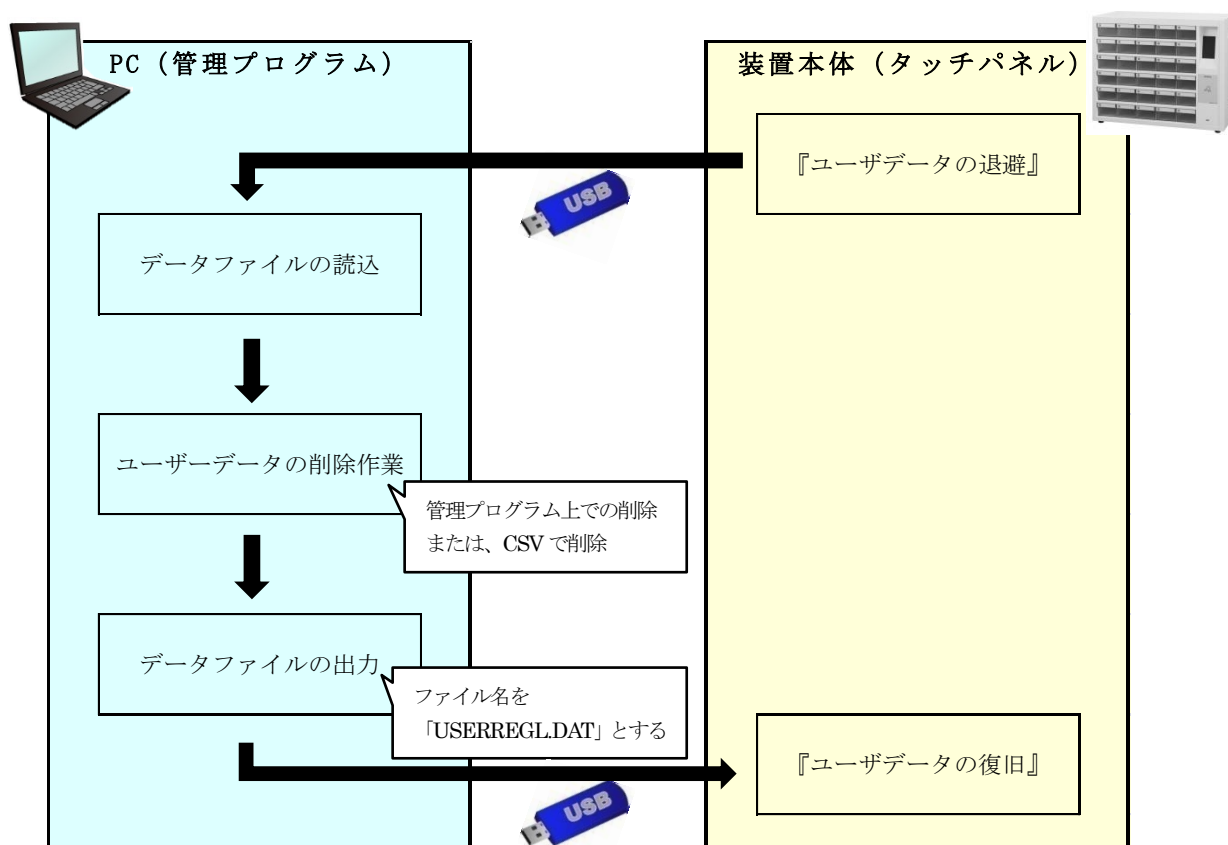 PC（管理プログラム）
装置本体（タッチパネル）
『ユーザデータの退避』
USB
データファイルの読込
ユーザーデータの削除作業
管理プログラム上での削除
または、CSVで削除
データファイルの出力
ファイル名を
「USERREGL.DAT」とする
『ユーザデータの復旧』
USB